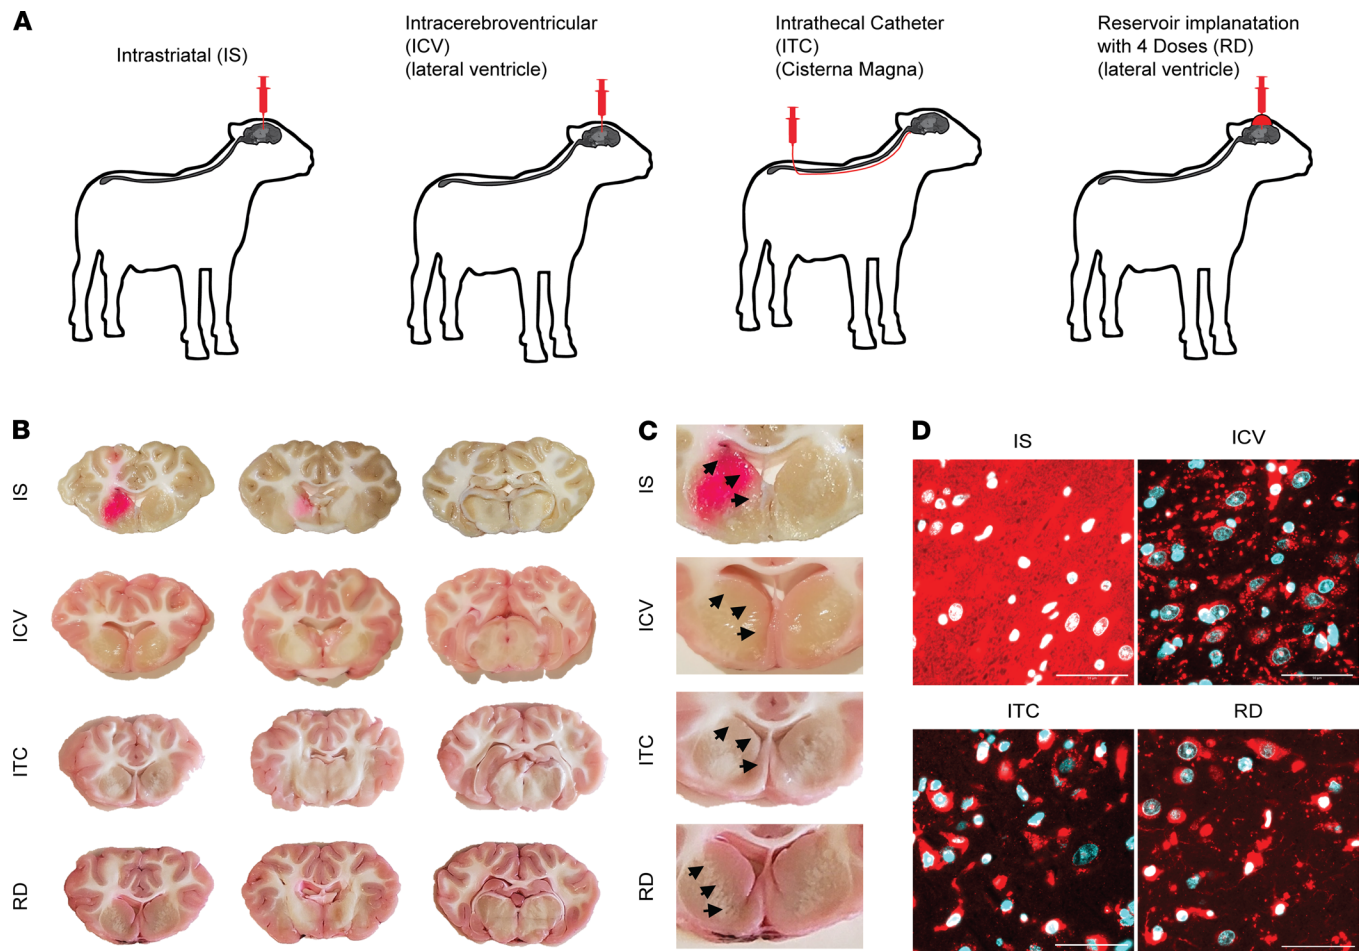 A
Intrastriatal (IS)
Intracerebroventricular
(ICV)
(lateral ventricle)
Intrathecal Catheter
(ITC)
(Cisterna Magna)
Reservoir implanatation
with 4 Doses (RD)
(lateral ventricle)
B
IS
ICV
ITC
RD
C
IS
ICV
ITC
RD
D
IS
ICV
ITC
RD